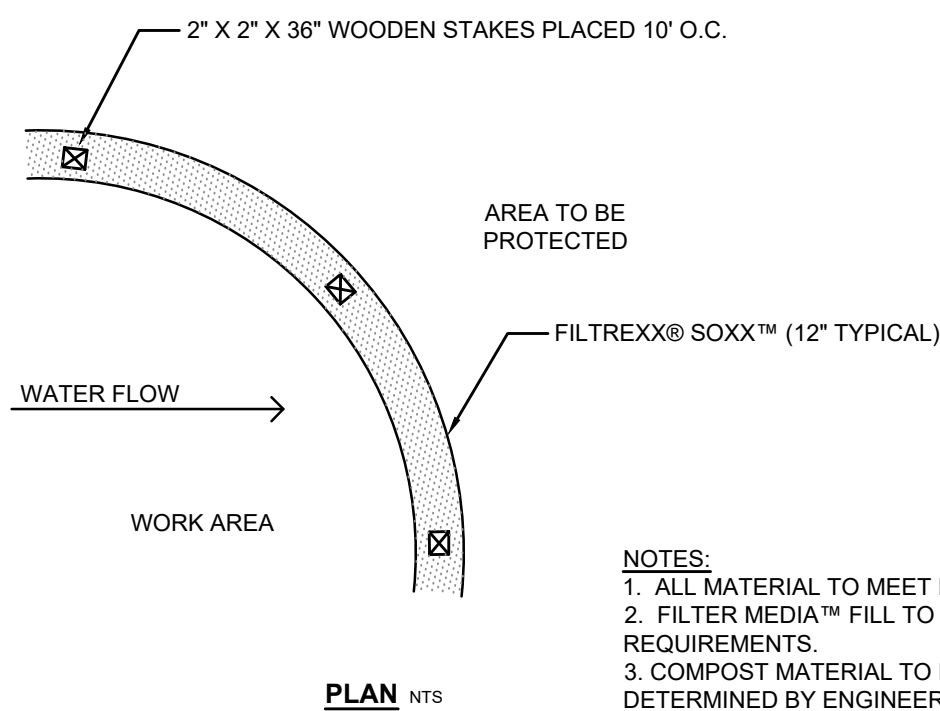 2" X 2" X 36" WOODEN STAKES PLACED 10' O.C.
AREA TO BE
PROTECTED
FILTREXX® SOXX™ (12" TYPICAL)
WATER FLOW
WORK AREA
NOTES:
1. ALL MATERIAL TO MEET
2. FILTER MEDIA™ FILL TO
REQUIREMENTS.
3. COMPOST MATERIAL TO
DETERMINED BY ENGINEER
PLAN NTS